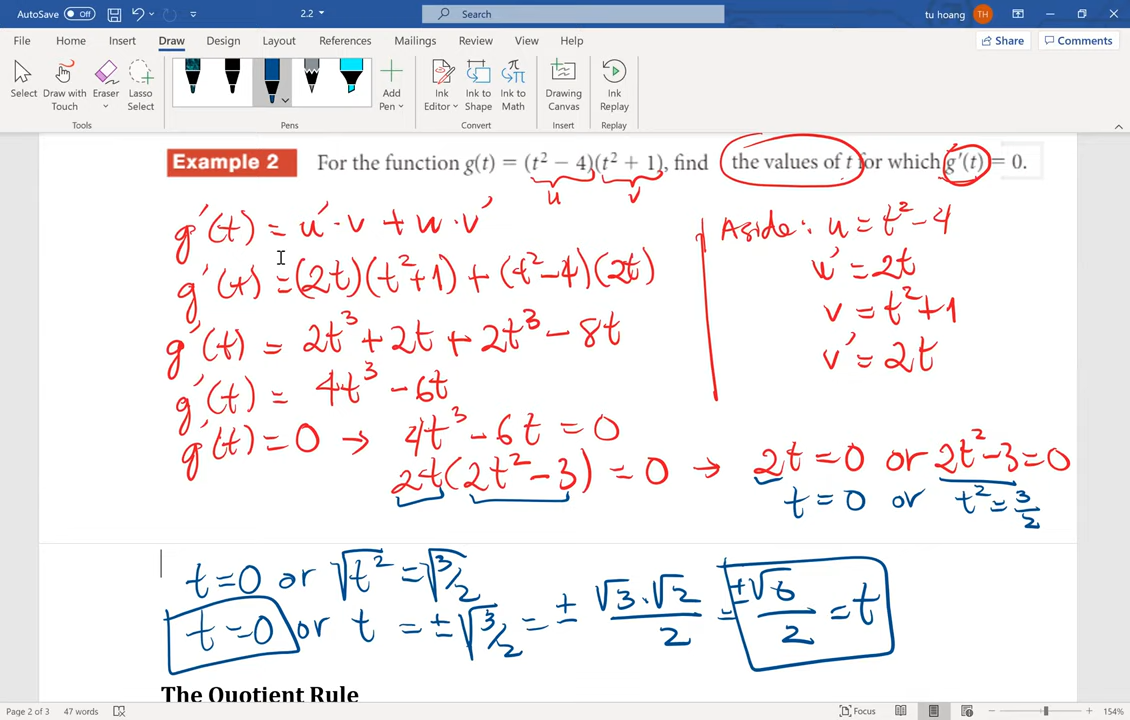 AutoSave Off 2.2 Search tu hoang TH
File Home Insert Draw Design Layout References Mailings Review View Help Share Comments
Select Draw with Touch Eraser Lasso Select Add Pen Ink Editor Ink to Shape Ink to Math Drawing Canvas Ink Replay
Tools Pens Convert Insert Replay
Example 2 For the function g(t) = (t² − 4)(t² + 1), find the values of t for which g′(t) = 0.
u v
g'(t) = u'·v + u·v'
g'(t) = (2t)(t²+1) + (t²−4)(2t)
g'(t) = 2t³ + 2t + 2t³ − 8t
g'(t) = 4t³ − 6t
g'(t) = 0 → 4t³ − 6t = 0
2t(2t² − 3) = 0 → 2t = 0 or 2t² − 3 = 0
Aside: u = t² − 4
u' = 2t
v = t² + 1
v' = 2t
t = 0 or t² = 3/2
t = 0 or √t² = √3/2
t = 0 or t = ±√3/2 = ± √3·√2/2 = ±√6/2 = t
The Quotient Rule
Page 2 of 3 47 words Focus 154%